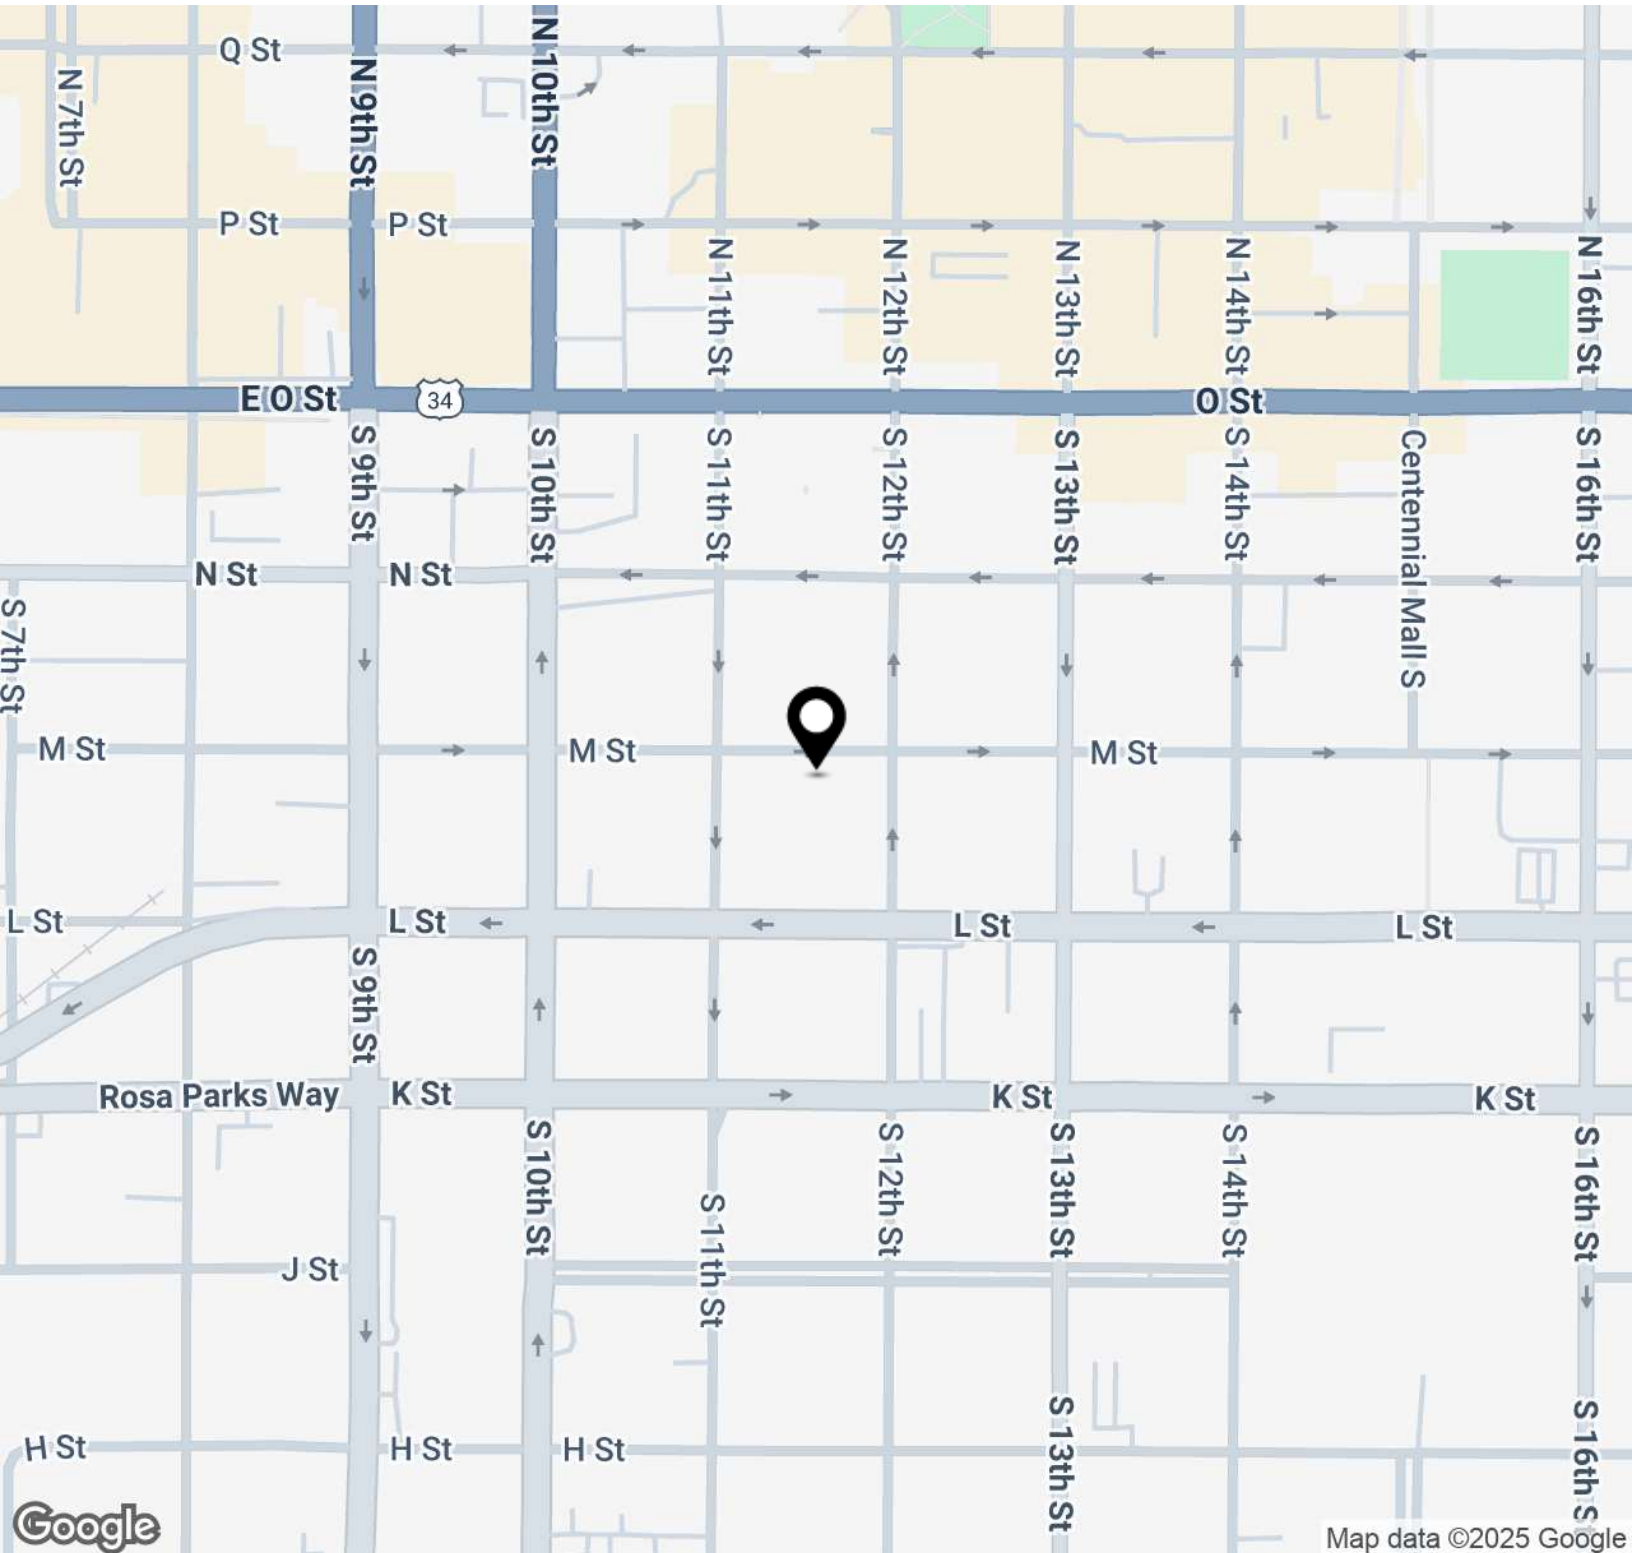 Q St
N 7th St
N 9th St
N 10th St
P St
P St
N 11th St
N 12th St
N 13th St
N 14th St
N 16th St
E O St
34
O St
S 9th St
S 10th St
S 11th St
S 12th St
S 13th St
S 14th St
Centennial Mall S
S 16th St
N St
N St
S 7th St
M St
M St
M St
L St
L St
L St
L St
S 9th St
Rosa Parks Way
K St
K St
K St
S 10th St
S 11th St
S 12th St
S 13th St
S 14th St
S 16th St
J St
H St
H St
H St
S 13th St
S 16th St
Google
Map data ©2025 Google